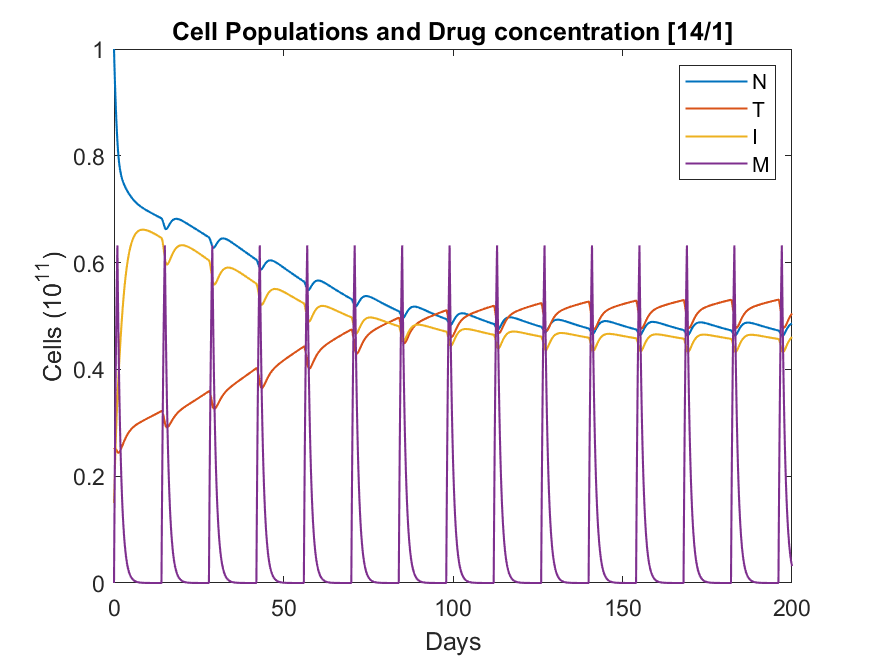 Cell Populations and Drug concentration [14/1]
N
T
I
M
1
0.8
0.6
0.4
0.2
0
Cells (10^11)
0 50 100 150 200
Days